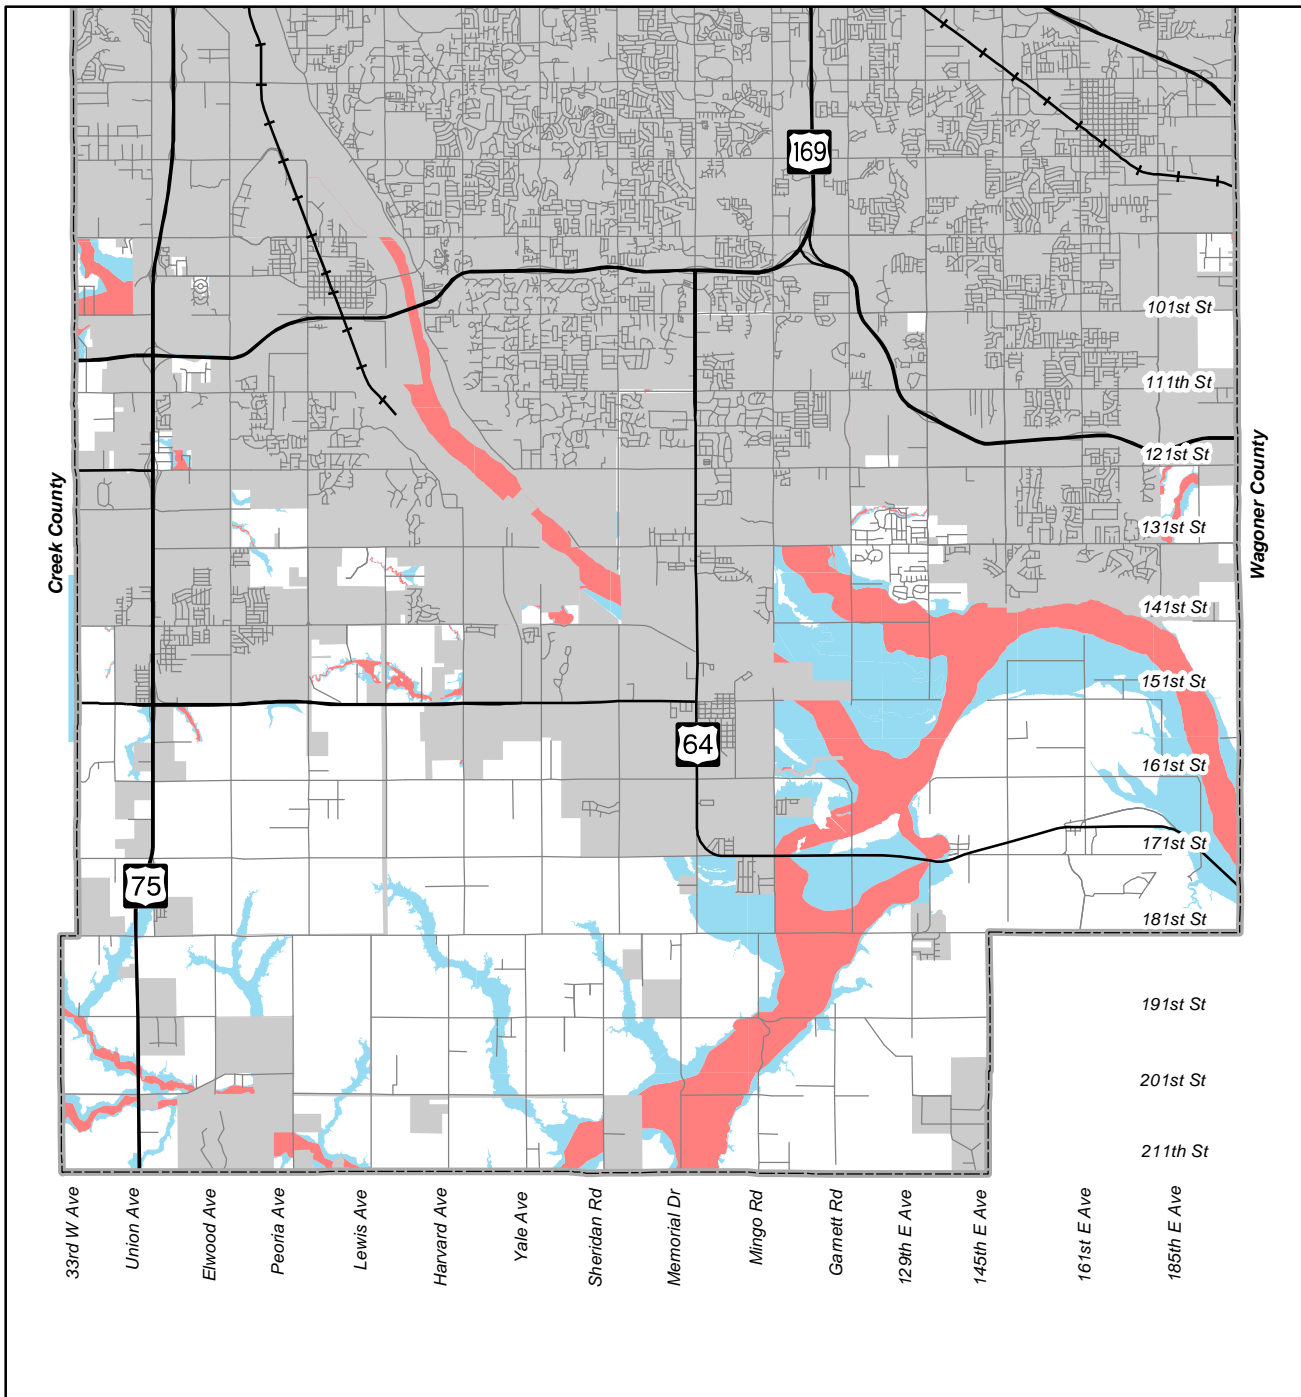 169
101st St
111th St
121st St
Creek County
Wagoner County
131st St
141st St
151st St
64
161st St
171st St
75
181st St
191st St
201st St
211th St
33rd W Ave
Union Ave
Elwood Ave
Peoria Ave
Lewis Ave
Harvard Ave
Yale Ave
Sheridan Rd
Memorial Dr
Mingo Rd
Garnett Rd
129th E Ave
145th E Ave
161st E Ave
185th E Ave